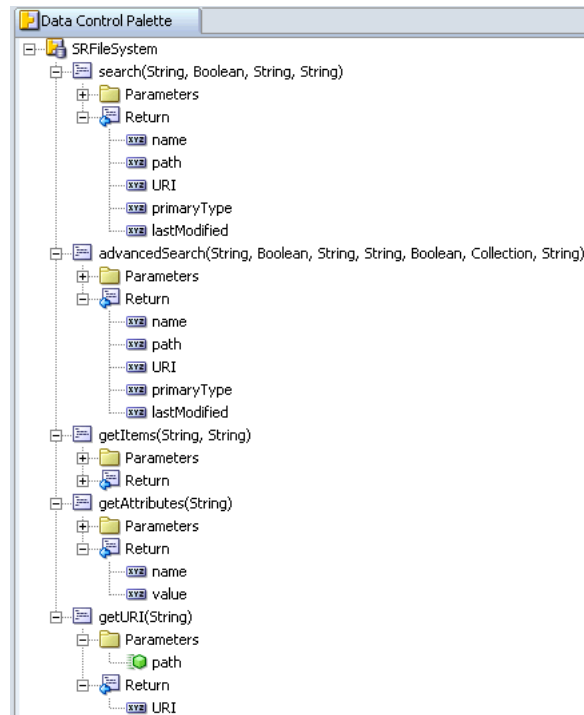 Data Control Palette
SRFileSystem
search(String, Boolean, String, String)
Parameters
Return
name
path
URI
primaryType
lastModified
advancedSearch(String, Boolean, String, String, Boolean, Collection, String)
Parameters
Return
name
path
URI
primaryType
lastModified
getItems(String, String)
Parameters
Return
getAttributes(String)
Parameters
Return
name
value
getURI(String)
Parameters
path
Return
URI